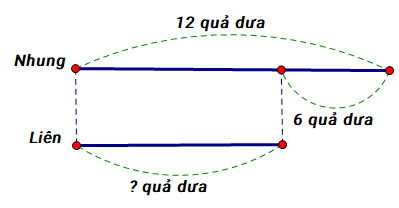 12 quả dưa
Nhung
6 quả dưa
Liên
? quả dưa